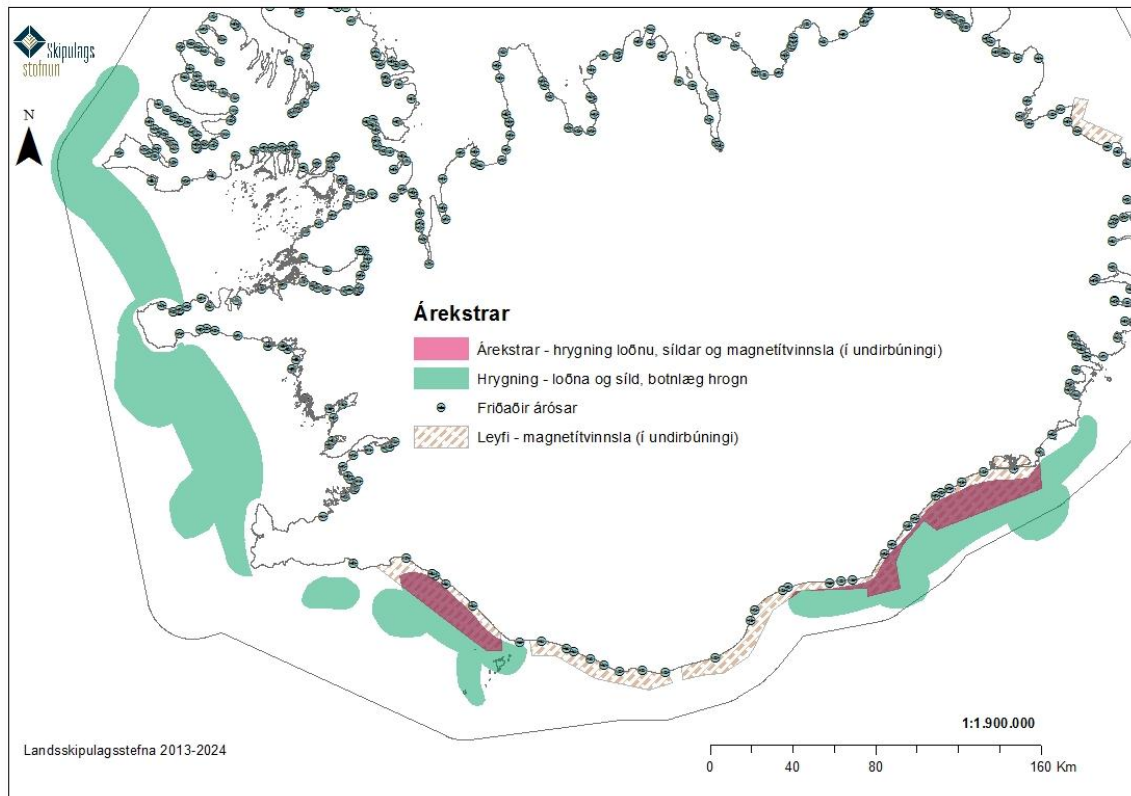 Skipulags
stofnun
N
Árekstrar
Árekstrar - hrygning loðnu, síldar og magnetítvinnsla (í undirbúningi)
Hrygning - loðna og síld, botnlæg hrogn
Friðaðir árósar
Leyfi - magnetítvinnsla (í undirbúningi)
Landsskipulagsstefna 2013-2024
1:1.900.000
0 40 80 160 Km